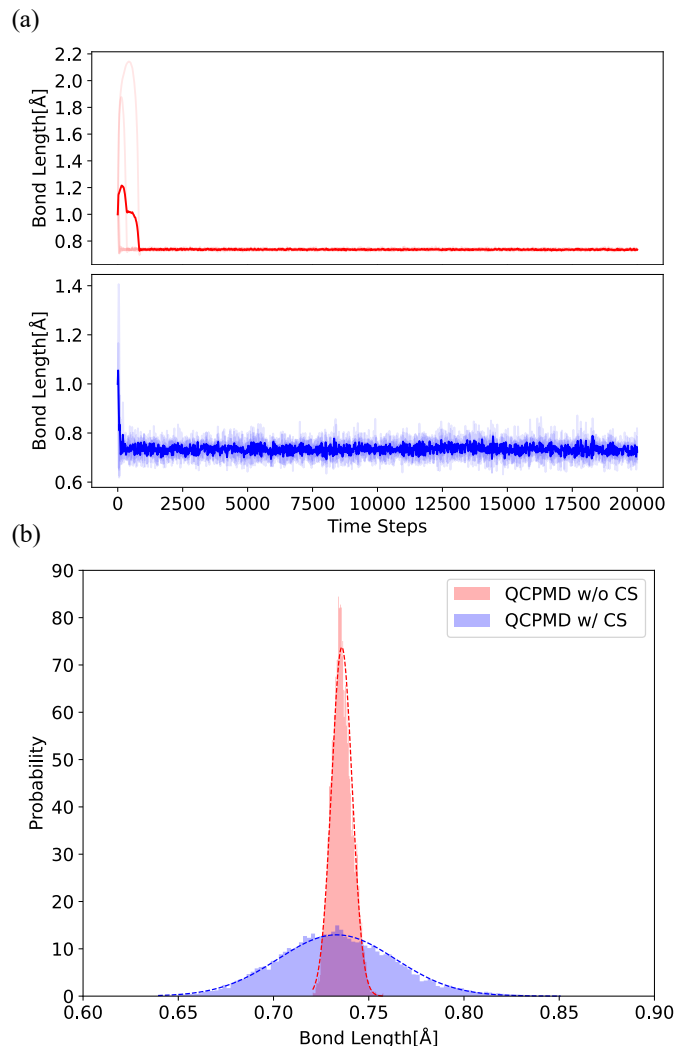 (a)
2.2
2.0
1.8
1.6
1.4
1.2
1.0
0.8
Bond Length[Å]
1.4
1.2
1.0
0.8
0.6
Bond Length[Å]
0 2500 5000 7500 10000 12500 15000 17500 20000
Time Steps
(b)
90
80
70
60
50
40
30
20
10
0
Probability
QCPMD w/o CS
QCPMD w/ CS
0.60 0.65 0.70 0.75 0.80 0.85 0.90
Bond Length[Å]